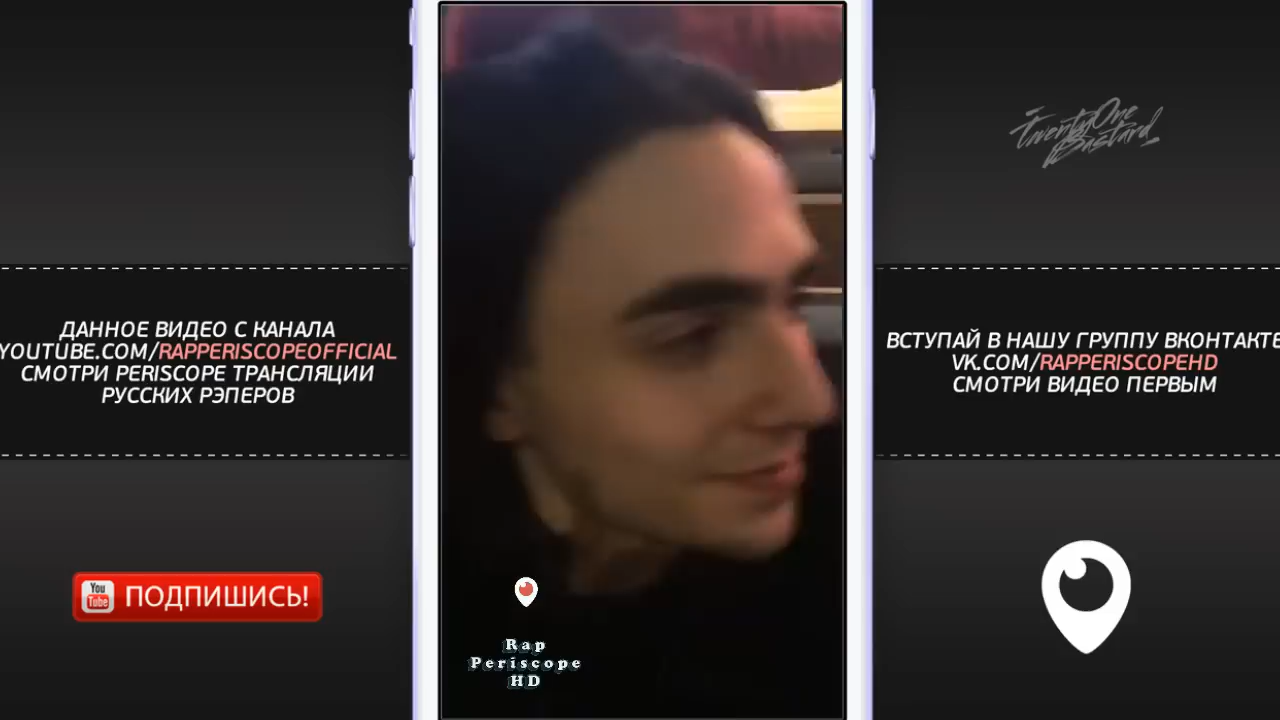 ДАННОЕ ВИДЕО С КАНАЛА
YOUTUBE.COM/RAPPERISCOPEOFFICIAL
СМОТРИ PERISCOPE ТРАНСЛЯЦИИ
РУССКИХ РЭПЕРОВ
You
Tube
ПОДПИШИСЬ!
Rap
Periscope
HD
TwentyOne
Bastard
ВСТУПАЙ В НАШУ ГРУППУ ВКОНТАКТЕ
VK.COM/RAPPERISCOPEHD
СМОТРИ ВИДЕО ПЕРВЫМ